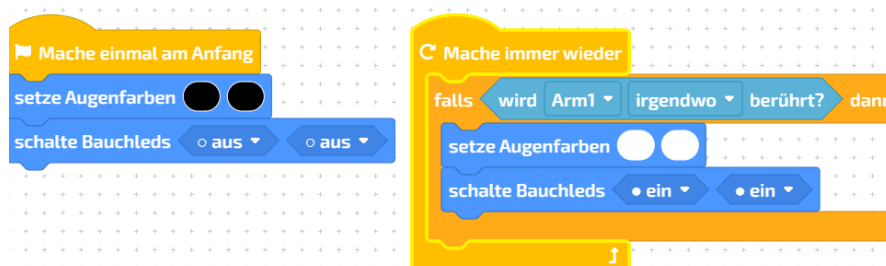 Mache einmal am Anfang
setze Augenfarben
schalte Bauchleds aus aus
Mache immer wieder
falls wird Arm1 irgendwo berührt?
setze Augenfarben
schalte Bauchleds ein ein